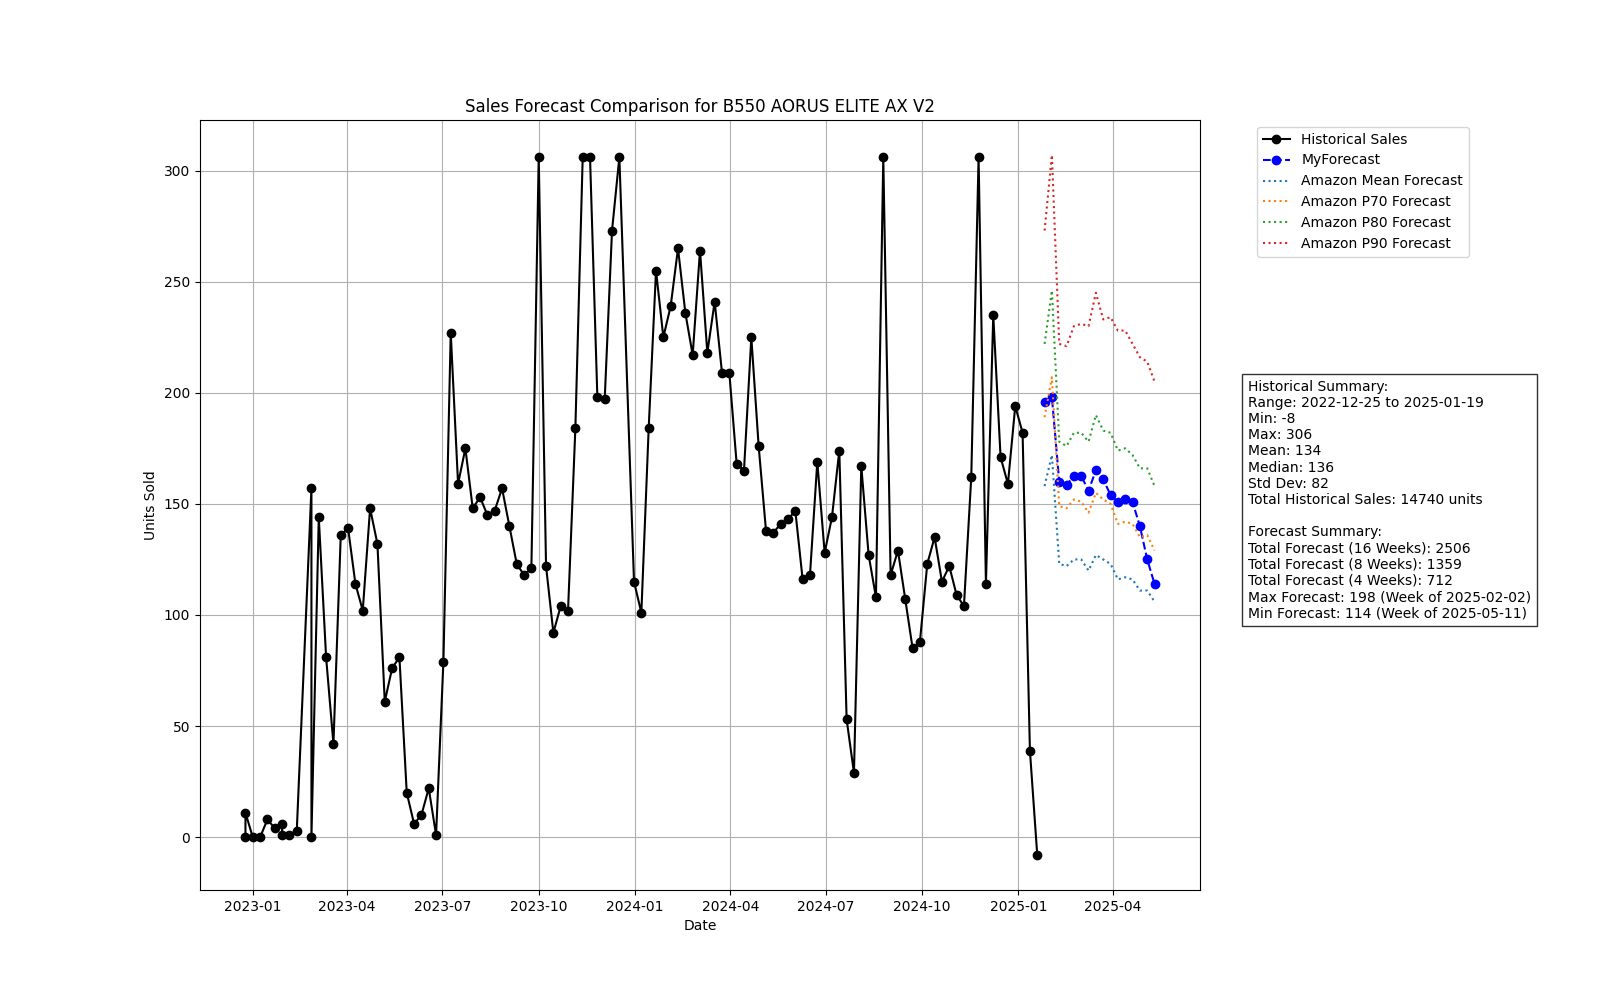 Sales Forecast Comparison for B550 AORUS ELITE AX V2
Units Sold
300
250
200
150
100
50
0
2023-01
2023-04
2023-07
2023-10
2024-01
2024-04
2024-07
2024-10
2025-01
2025-04
Date
Historical Sales
MyForecast
Amazon Mean Forecast
Amazon P70 Forecast
Amazon P80 Forecast
Amazon P90 Forecast
Historical Summary:
Range: 2022-12-25 to 2025-01-19
Min: -8
Max: 306
Mean: 134
Median: 136
Std Dev: 82
Total Historical Sales: 14740 units
Forecast Summary:
Total Forecast (16 Weeks): 2506
Total Forecast (8 Weeks): 1359
Total Forecast (4 Weeks): 712
Max Forecast: 198 (Week of 2025-02-02)
Min Forecast: 114 (Week of 2025-05-11)